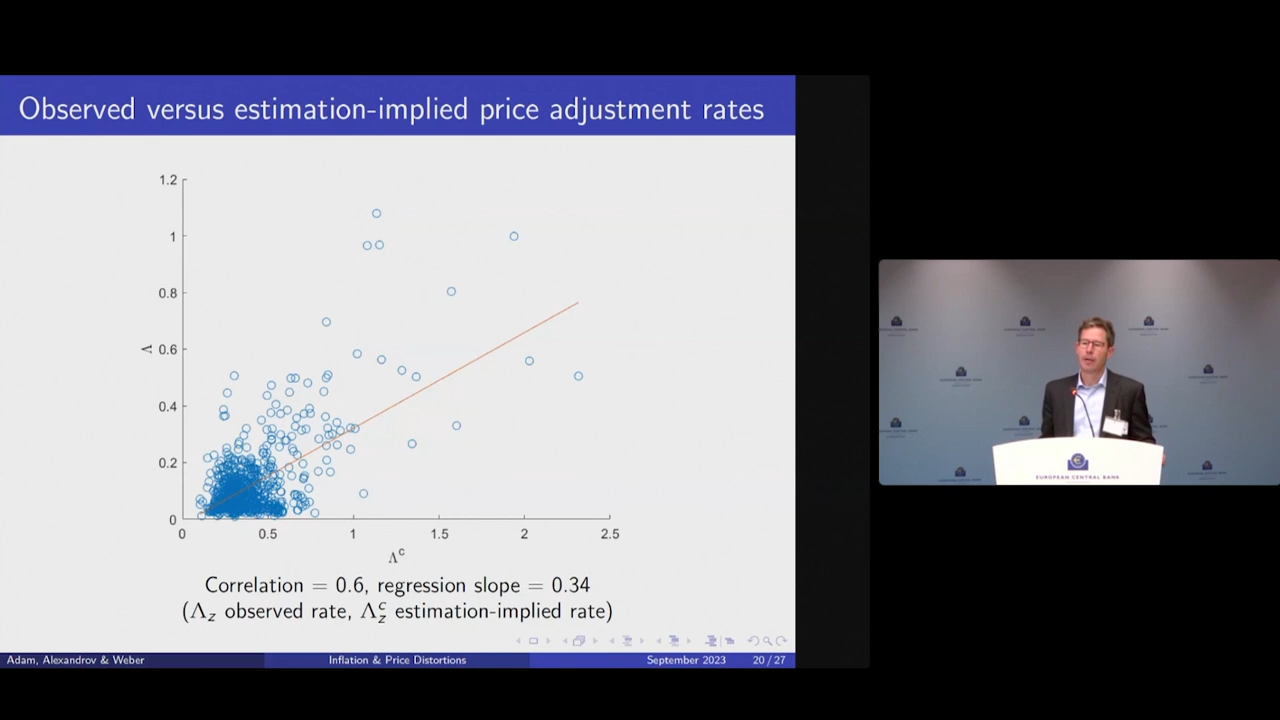 Observed versus estimation-implied price adjustment rates
1.2
1
0.8
0.6
0.4
0.2
0
Λ
0 0.5 1 1.5 2 2.5
Λᶜ
Correlation = 0.6, regression slope = 0.34
(Λ_z observed rate, Λ_z^c estimation-implied rate)
Adam, Alexandrov & Weber Inflation & Price Distortions September 2023 20 / 27
EUROPEAN CENTRAL BANK